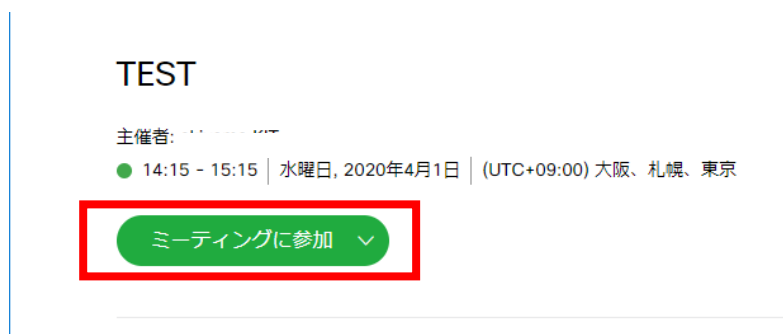 TEST
主催者:
14:15 - 15:15 | 水曜日, 2020年4月1日 | (UTC+09:00) 大阪、札幌、東京
ミーティングに参加